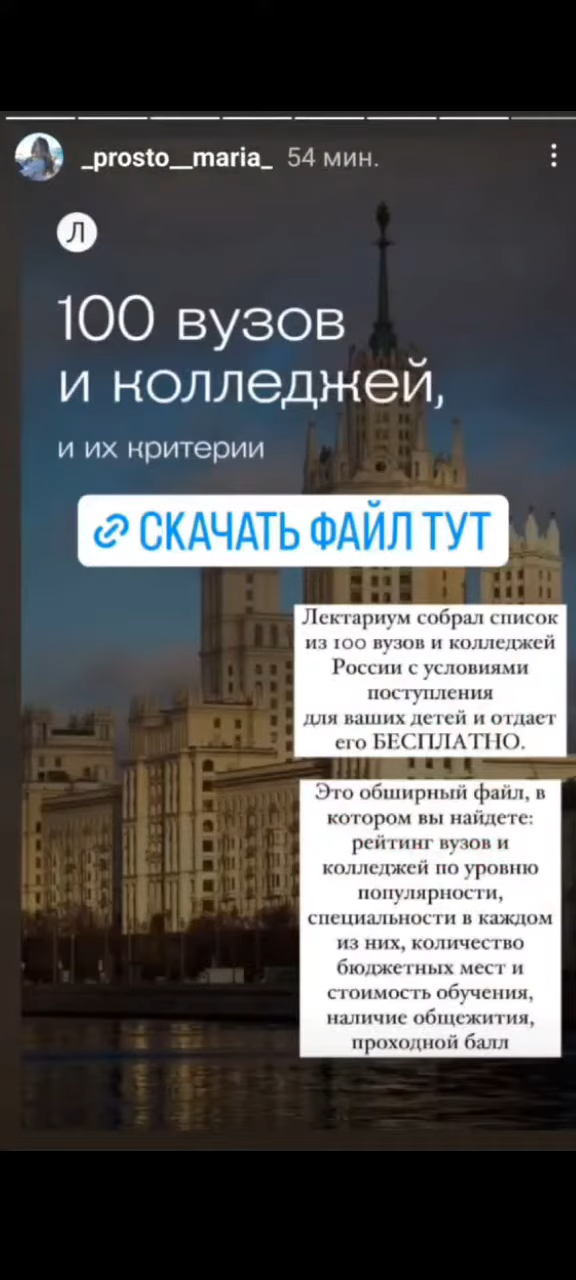 _prosto__maria_ 54 мин.
Л
100 вузов
и колледжей,
и их критерии
СКАЧАТЬ ФАЙЛ ТУТ
Лектариум собрал список
из 100 вузов и колледжей
России с условиями
поступления
для ваших детей и отдает
его БЕСПЛАТНО.
Это обширный файл, в
котором вы найдете:
рейтинг вузов и
колледжей по уровню
популярности,
специальности в каждом
из них, количество
бюджетных мест и
стоимость обучения,
наличие общежития,
проходной балл